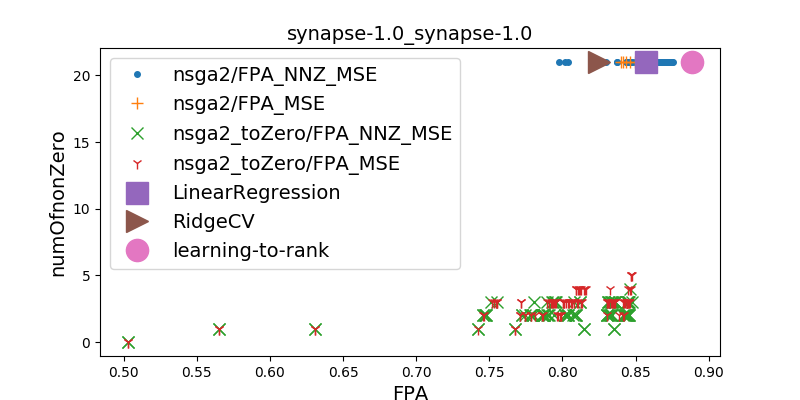 synapse-1.0_synapse-1.0
numOfnonZero
20
15
10
5
0
nsga2/FPA_NNZ_MSE
nsga2/FPA_MSE
nsga2_toZero/FPA_NNZ_MSE
nsga2_toZero/FPA_MSE
LinearRegression
RidgeCV
learning-to-rank
0.50 0.55 0.60 0.65 0.70 0.75 0.80 0.85 0.90
FPA